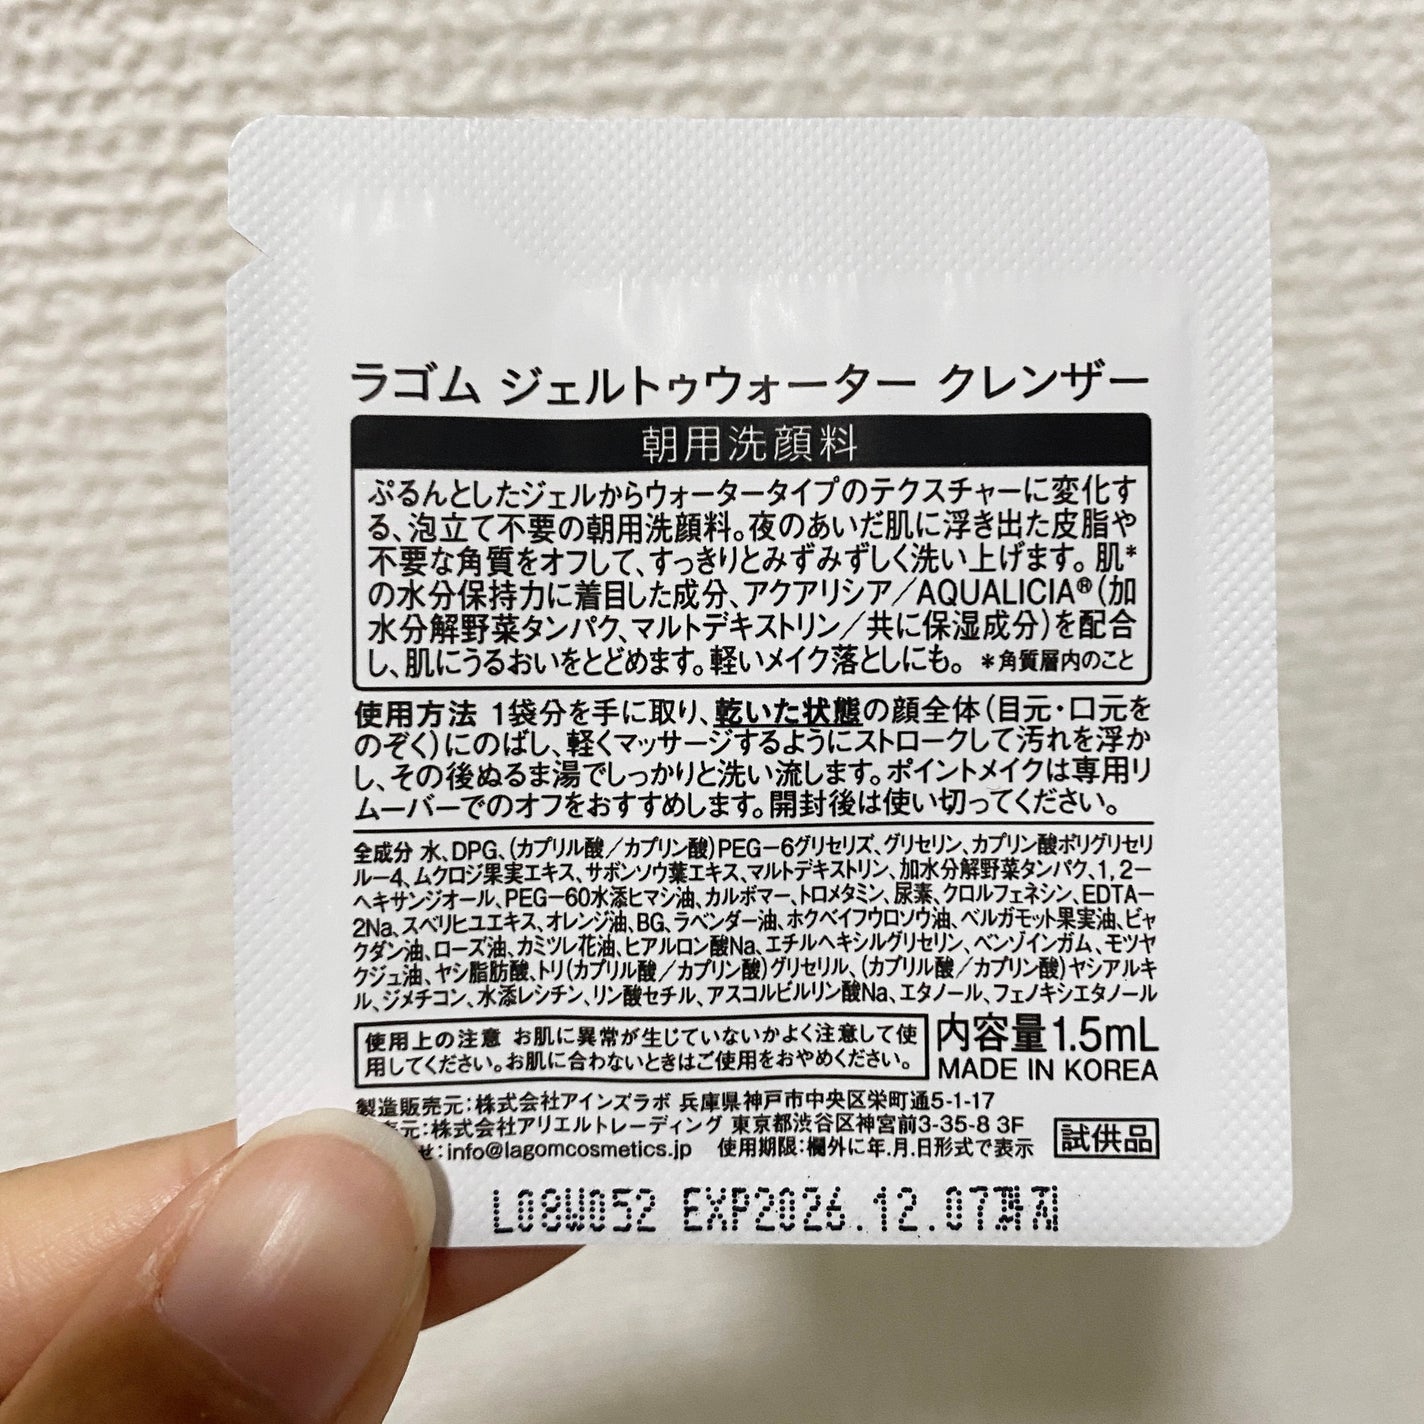 ラゴム ジェルトゥウォーター クレンザー
朝用洗顔料
ぷるんとしたジェルからウォータータイプのテクスチャーに変化す
る、泡立て不要の朝用洗顔料。夜のあいだ肌に浮き出た皮脂や
不要な角質をオフして、すっきりとみずみずしく洗い上げます。肌*
の水分保持力に着目した成分、アクアリシア／AQUALICIA®(加
水分解野菜タンパク、マルトデキストリン／共に保湿成分)を配合
し、肌にうるおいをとどめます。軽いメイク落としにも。 *角質層内のこと
使用方法 1袋分を手に取り、乾いた状態の顔全体(目元・口元を
のぞく)にのばし、軽くマッサージするようにストロークして汚れを浮か
し、その後ぬるま湯でしっかりと洗い流します。ポイントメイクは専用リ
ムーバーでのオフをおすすめします。開封後は使い切ってください。
全成分 水、DPG、(カプリル酸／カプリン酸)PEG－6グリセリズ、グリセリン、カプリン酸ポリグリセリ
ル－4、ムクロジ果実エキス、サボンソウ葉エキス、マルトデキストリン、加水分解野菜タンパク、1，2－
ヘキサンジオール、PEG－60水添ヒマシ油、カルボマー、トロメタミン、尿素、クロルフェネシン、EDTA－
2Na、スベリヒユエキス、オレンジ油、BG、ラベンダー油、ホクベイフウロソウ油、ベルガモット果実油、ビャ
クダン油、ローズ油、カミツレ花油、ヒアルロン酸Na、エチルヘキシルグリセリン、ベンゾインガム、モツヤ
クジュ油、ヤシ脂肪酸、トリ(カプリル酸／カプリン酸)グリセリル、(カプリル酸／カプリン酸)ヤシアルキ
ル、ジメチコン、水添レシチン、リン酸セチル、アスコルビルリン酸Na、エタノール、フェノキシエタノール
使用上の注意 お肌に異常が生じていないかよく注意して使
用してください。お肌に合わないときはご使用をおやめください。
内容量1.5mL
MADE IN KOREA
製造販売元：株式会社アインズラボ 兵庫県神戸市中央区栄町通5-1-17
元：株式会社アリエルトレーディング 東京都渋谷区神宮前3-35-8 3F
せ：info@lagomcosmetics.jp 使用期限：欄外に年.月.日形式で表示
試供品
L08W052 EXP2026.12.07까지